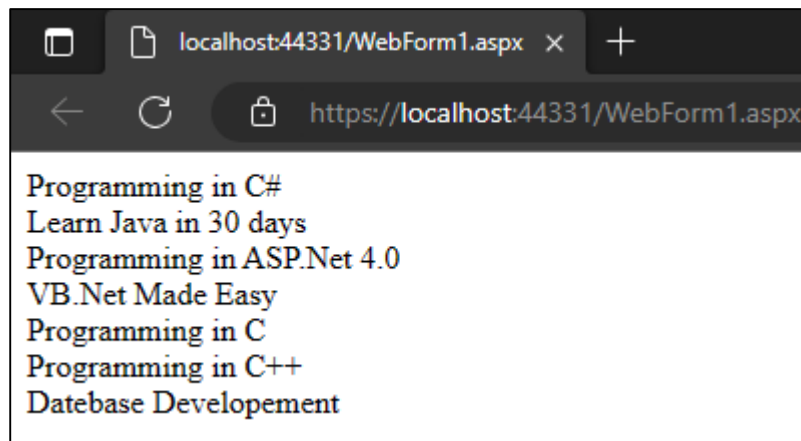 localhost:44331/WebForm1.aspx
https://localhost:44331/WebForm1.aspx
Programming in C#
Learn Java in 30 days
Programming in ASP.Net 4.0
VB.Net Made Easy
Programming in C
Programming in C++
Datebase Developement